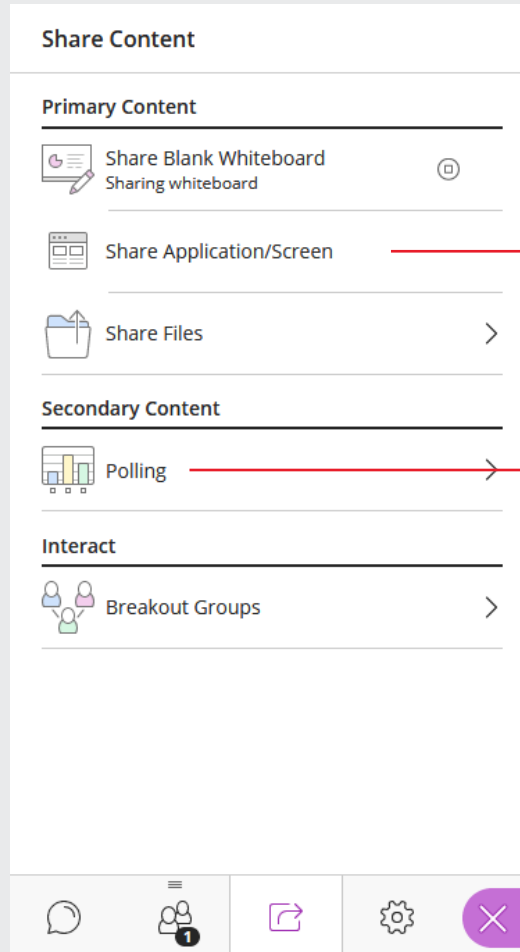 Share Content
Primary Content
Share Blank Whiteboard
Sharing whiteboard
Share Application/Screen
Share Files
Secondary Content
Polling
Interact
Breakout Groups
1